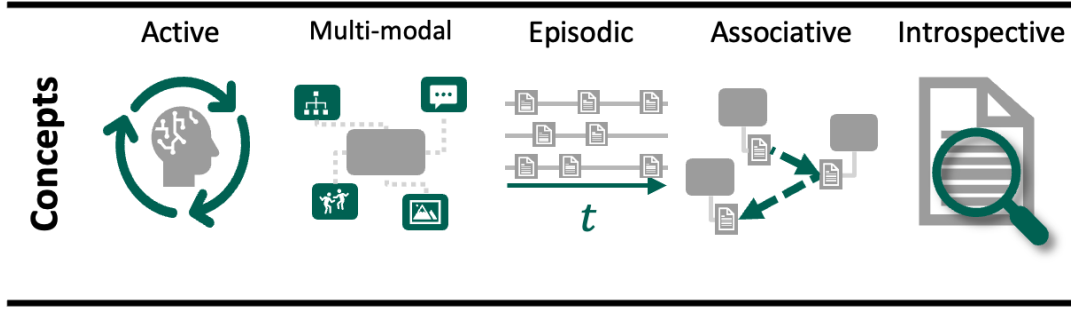 Active
Multi-modal
Episodic
Associative
Introspective
Concepts
t